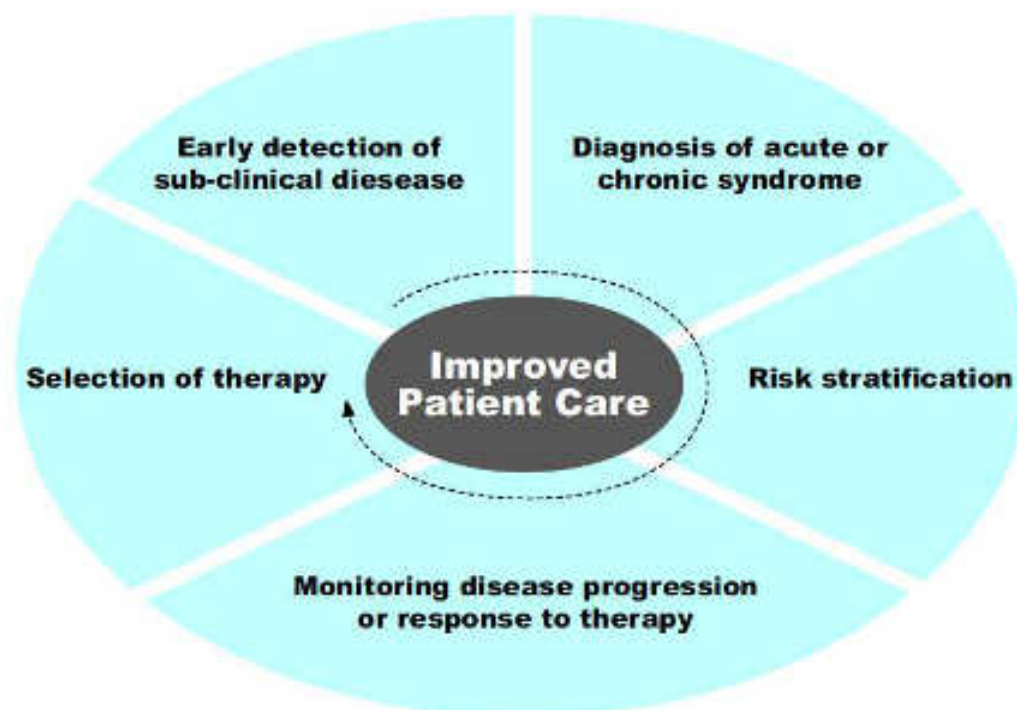 Early detection of
sub-clinical diesease
Diagnosis of acute or
chronic syndrome
Selection of therapy
Improved
Patient Care
Risk stratification
Monitoring disease progression
or response to therapy